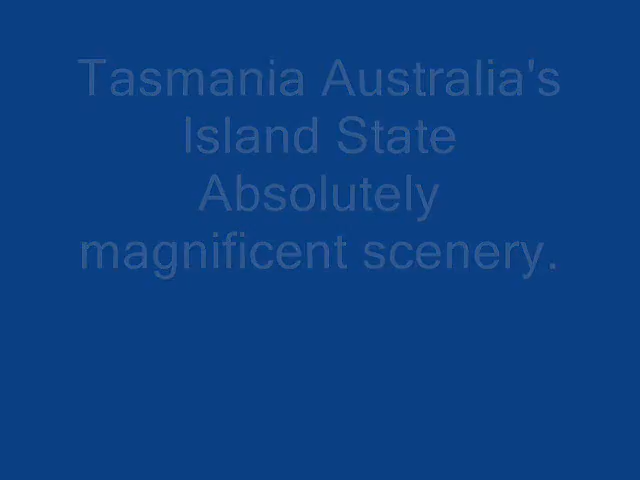 Tasmania Australia's
Island State
Absolutely
magnificent scenery.